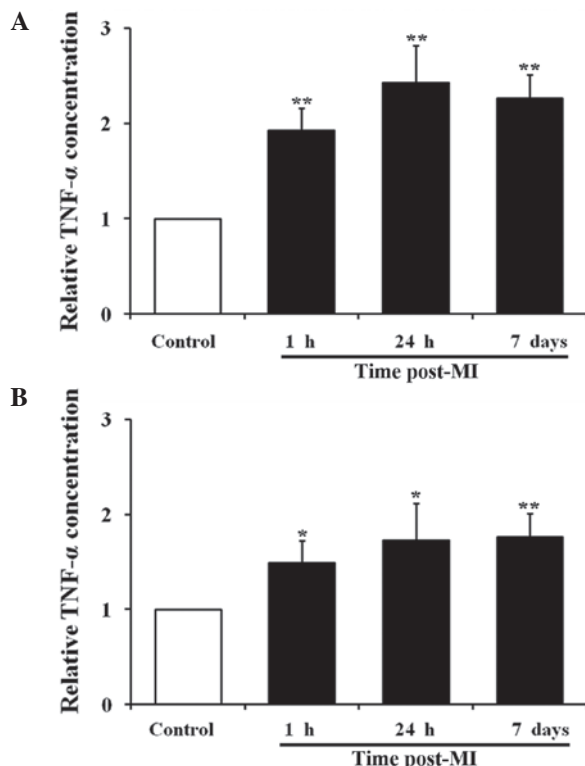 A
Relative TNF-α concentration
3
2
1
0
**
**
**
Control
1 h
24 h
7 days
Time post-MI
B
Relative TNF-α concentration
3
2
1
0
*
*
**
Control
1 h
24 h
7 days
Time post-MI